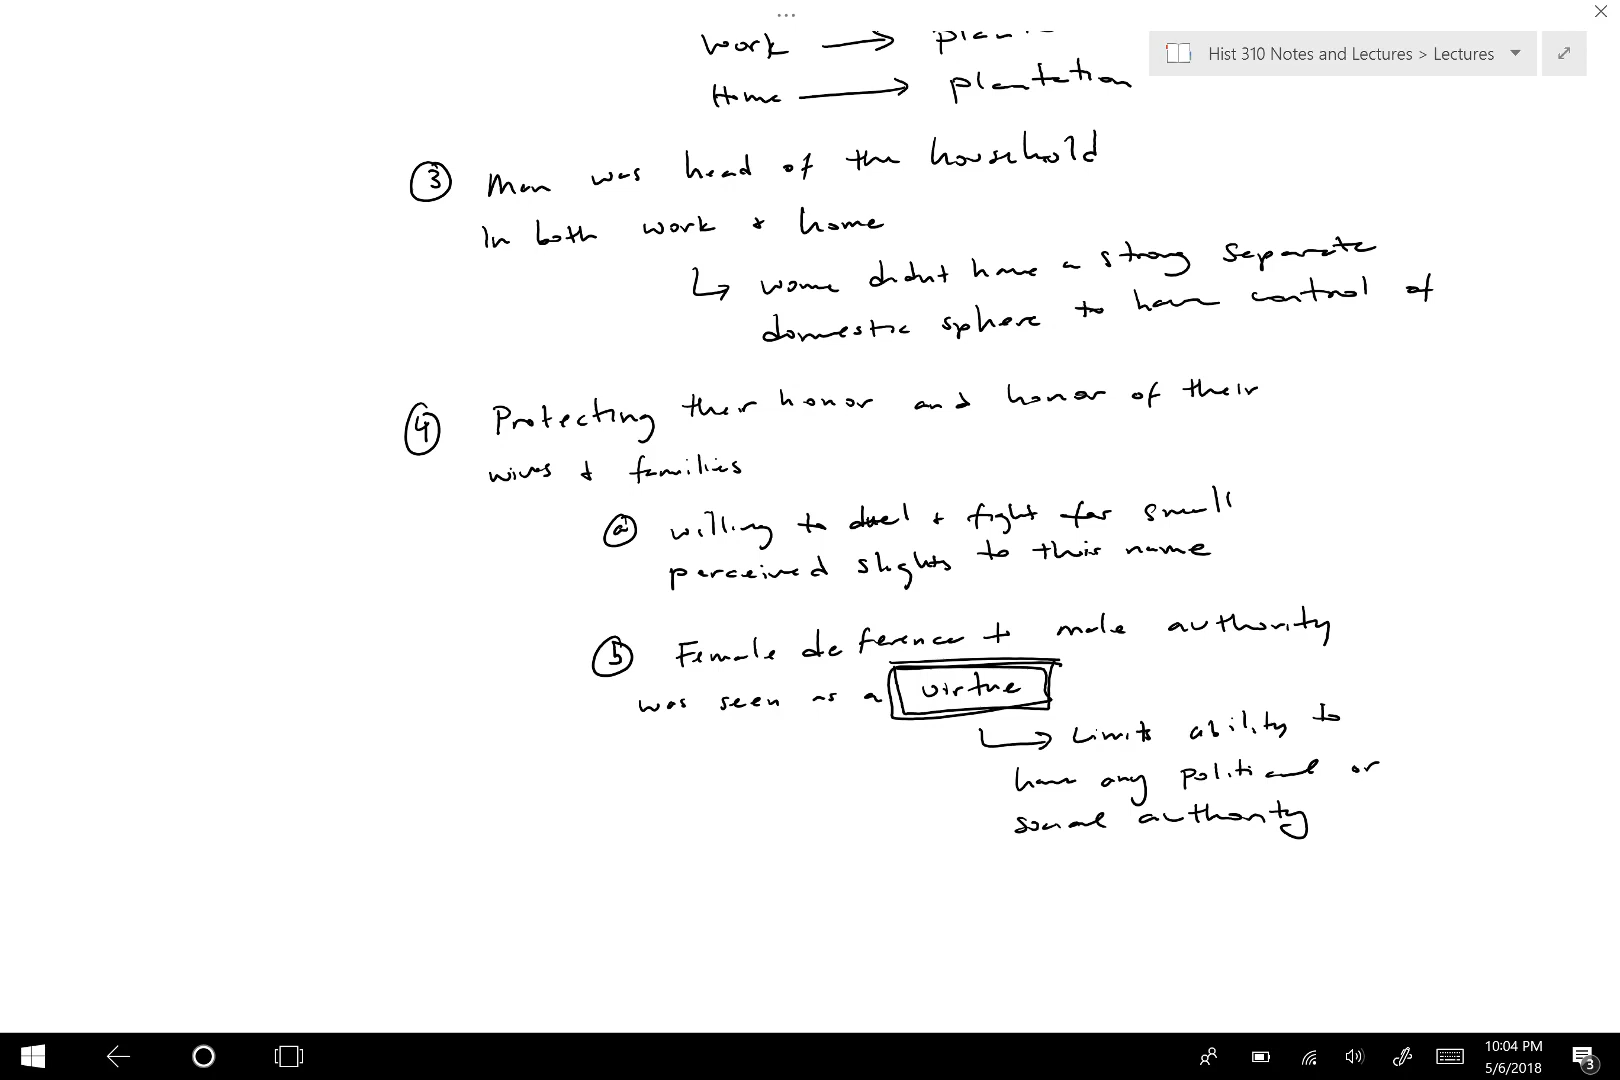 Hist 310 Notes and Lectures > Lectures
work →
Home → plantation
③ Man was head of the household
In both work & home
↳ women didnt have a strong separate
domestic sphere to have control of
④ Protecting their honor and honor of their
wives & families
ⓐ willing to duel & fight for small
perceived slights to this name
⑤ Female deference to male authority
was seen as a virtue
↳ Limits ability to
have any political or
social authority
10:04 PM
5/6/2018
3